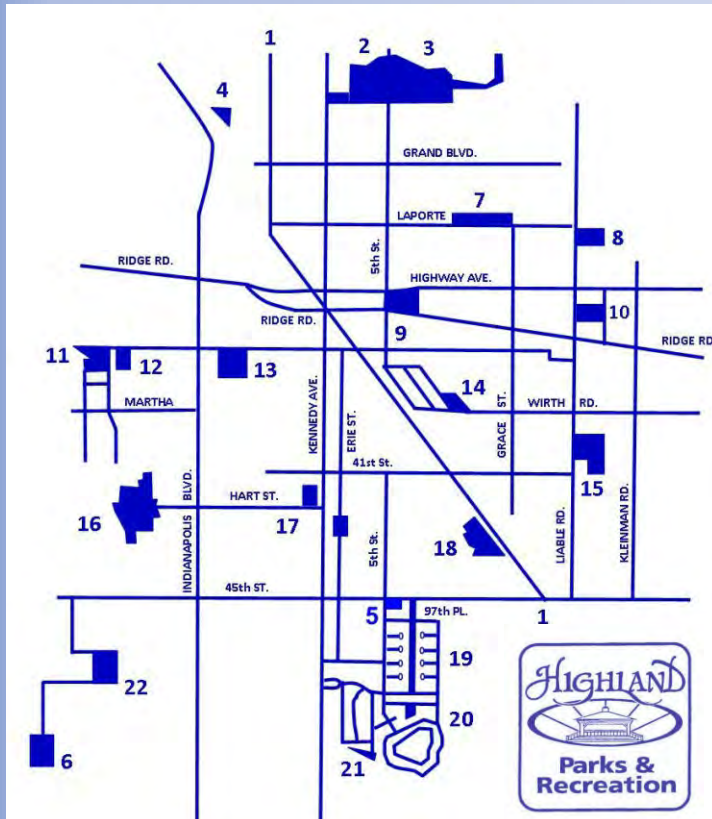 1
2
3
4
GRAND BLVD.
7
LAPORTE
8
5th St.
RIDGE RD.
HIGHWAY AVE.
10
RIDGE RD.
9
RIDGE RD
11
12
13
14
MARTHA
KENNEDY AVE.
ERIE ST.
GRACE ST.
WIRTH RD.
41st St.
15
INDIANAPOLIS BLVD.
HART ST.
16
17
18
5th St.
LIABLE RD.
KLEINMAN RD.
45th ST.
5
97th PL.
1
19
22
20
6
21
HIGHLAND
Parks &
Recreation